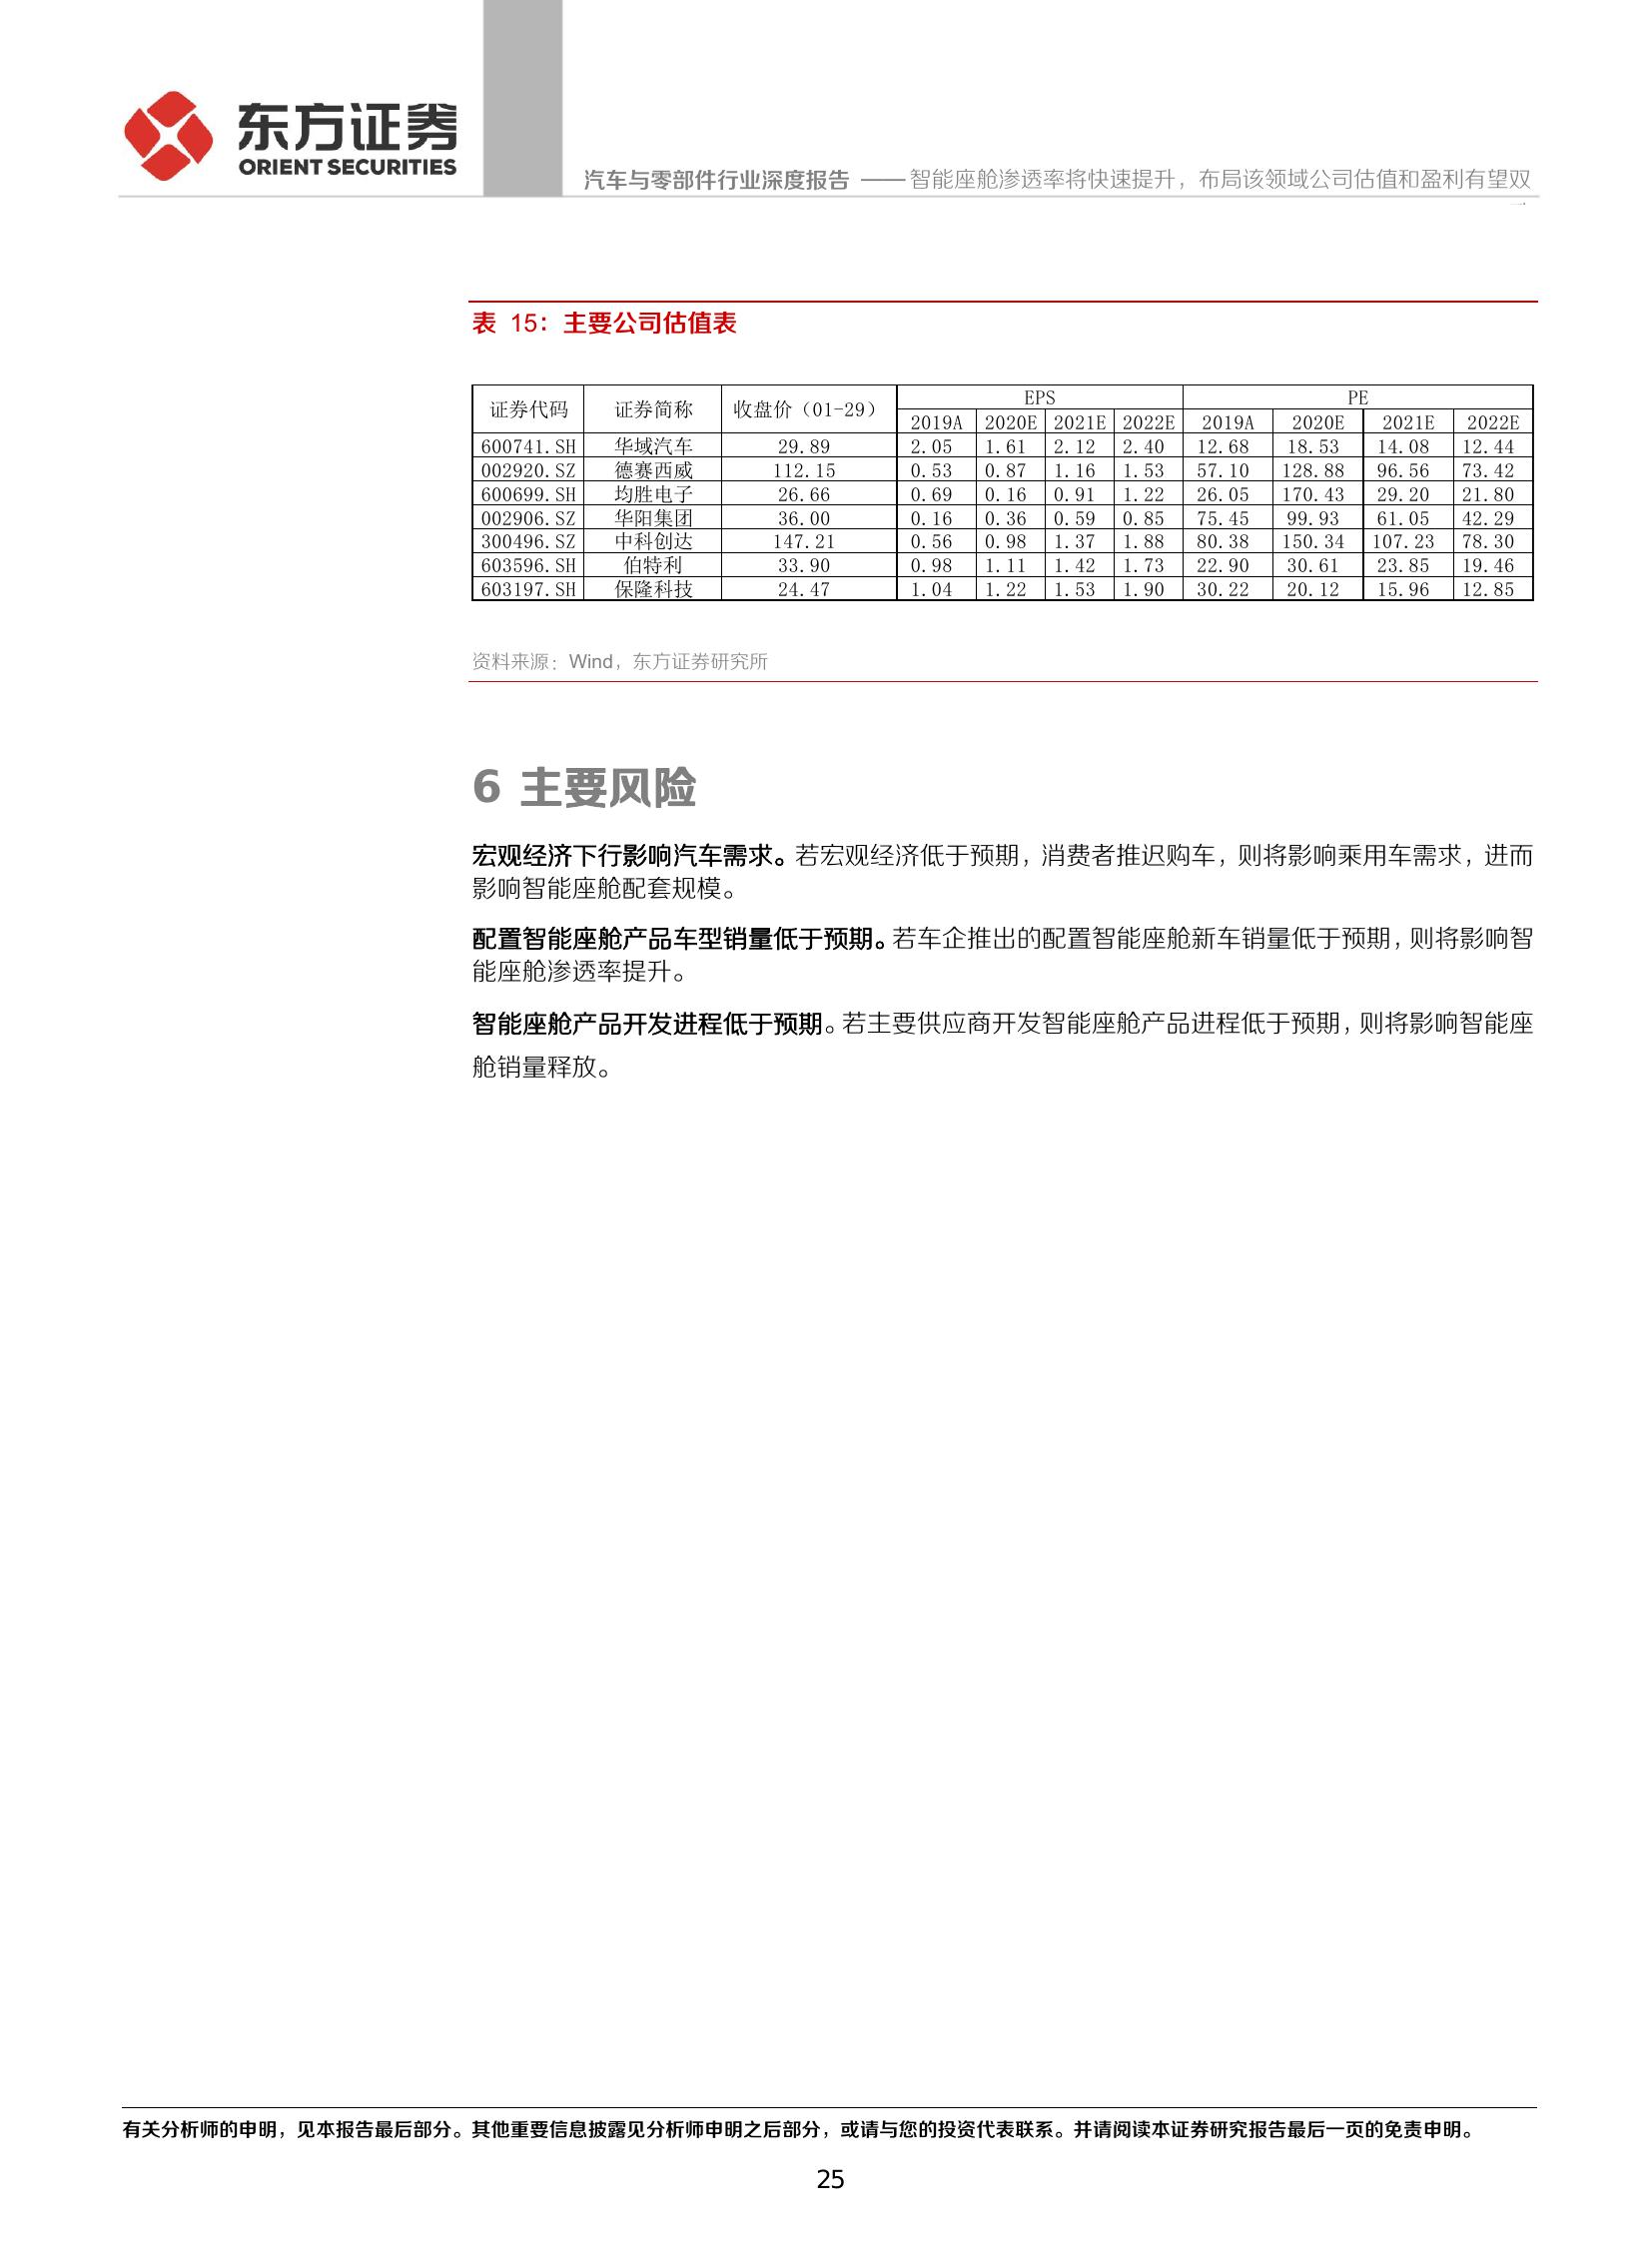 东方证券
ORIENT SECURITIES
汽车与零部件行业深度报告 —— 智能座舱渗透率将快速提升，布局该领域公司估值和盈利有望双
表 15：主要公司估值表
证券代码 证券简称 收盘价（01-29） EPS PE
2019A 2020E 2021E 2022E 2019A 2020E 2021E 2022E
600741.SH 华域汽车 29.89 2.05 1.61 2.12 2.40 12.68 18.53 14.08 12.44
002920.SZ 德赛西威 112.15 0.53 0.87 1.16 1.53 57.10 128.88 96.56 73.42
600699.SH 均胜电子 26.66 0.69 0.16 0.91 1.22 26.05 170.43 29.20 21.80
002906.SZ 华阳集团 36.00 0.16 0.36 0.59 0.85 75.45 99.93 61.05 42.29
300496.SZ 中科创达 147.21 0.56 0.98 1.37 1.88 80.38 150.34 107.23 78.30
603596.SH 伯特利 33.90 0.98 1.11 1.42 1.73 22.90 30.61 23.85 19.46
603197.SH 保隆科技 24.47 1.04 1.22 1.53 1.90 30.22 20.12 15.96 12.85
资料来源：Wind，东方证券研究所
6 主要风险
宏观经济下行影响汽车需求。若宏观经济低于预期，消费者推迟购车，则将影响乘用车需求，进而
影响智能座舱配套规模。
配置智能座舱产品车型销量低于预期。若车企推出的配置智能座舱新车销量低于预期，则将影响智
能座舱渗透率提升。
智能座舱产品开发进程低于预期。若主要供应商开发智能座舱产品进程低于预期，则将影响智能座
舱销量释放。
有关分析师的申明，见本报告最后部分。其他重要信息披露见分析师申明之后部分，或请与您的投资代表联系。并请阅读本证券研究报告最后一页的免责申明。
25